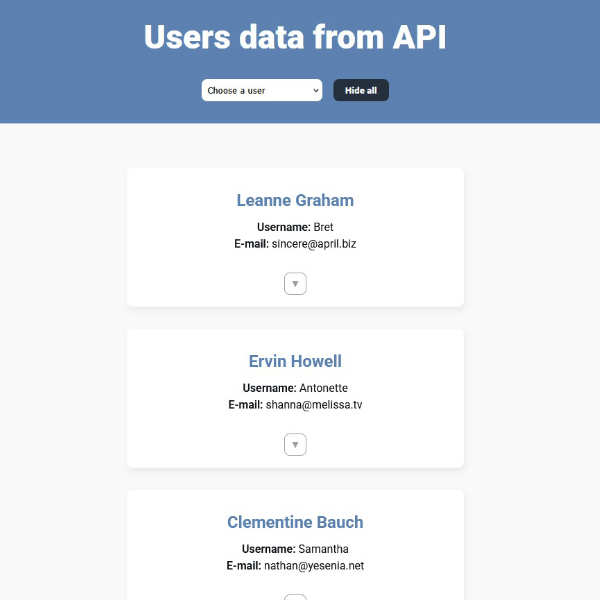 Users data from API
Choose a user
Hide all
Leanne Graham
Username: Bret
E-mail: sincere@april.biz
Ervin Howell
Username: Antonette
E-mail: shanna@melissa.tv
Clementine Bauch
Username: Samantha
E-mail: nathan@yesenia.net